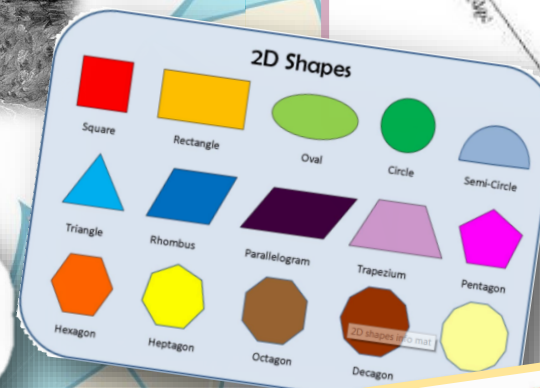 2D Shapes
Square
Rectangle
Oval
Circle
Semi-Circle
Triangle
Rhombus
Parallelogram
Trapezium
Pentagon
Hexagon
Heptagon
Octagon
Decagon
2D shapes info mat